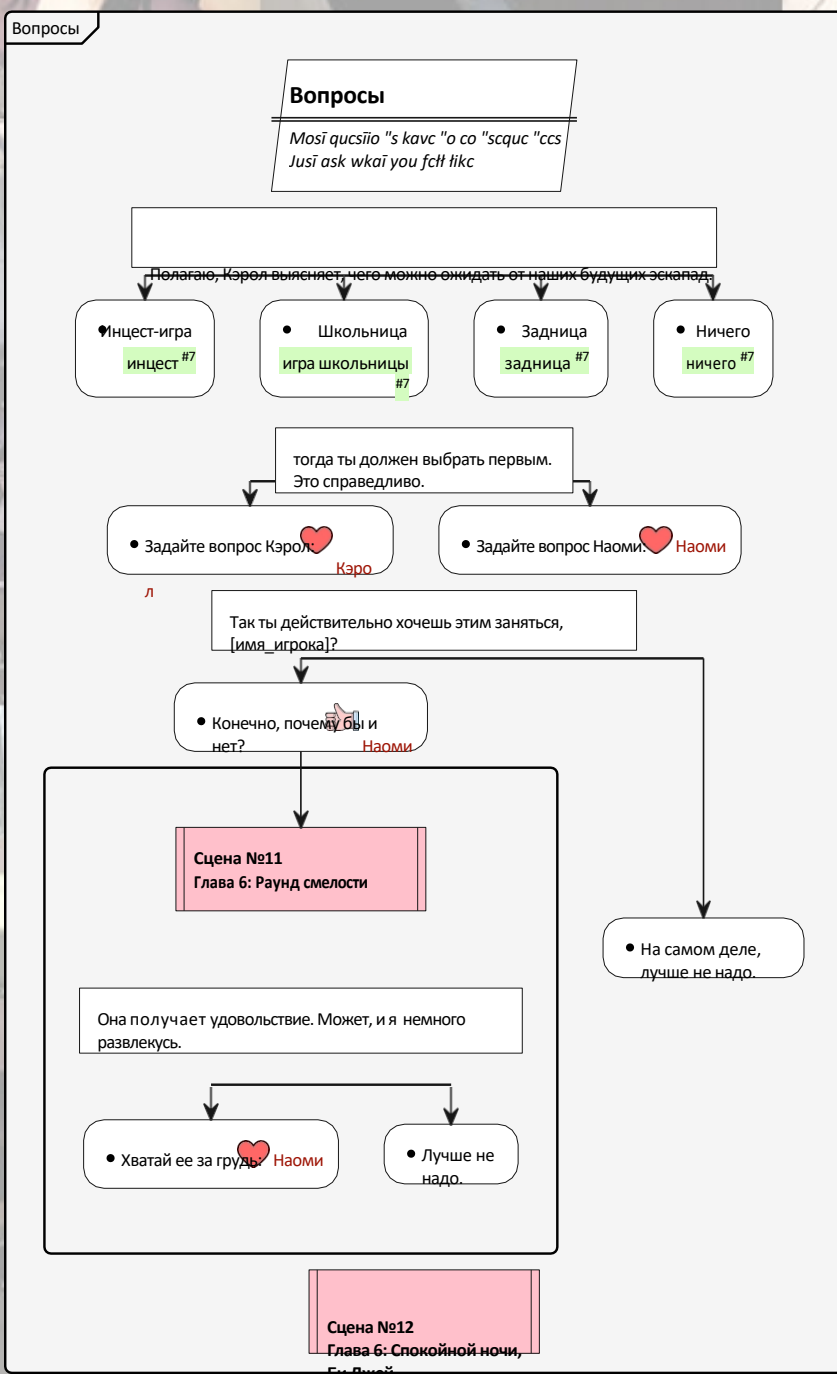 Вопросы
Вопросы
Mosī qucsīio "s kavc "o co "scquc "ccs
Jusī ask wkaī you fcłł łikc
Полагаю, Кэрол выясняет, чего можно ожидать от наших будущих эскапад.
Инцест-игра
инцест #7
Школьница
игра школьницы
#7
Задница
задница #7
Ничего
ничего #7
тогда ты должен выбрать первым.
Это справедливо.
Задайте вопрос Кэрол:
Кэро
л
Задайте вопрос Наоми: Наоми
Так ты действительно хочешь этим заняться,
[имя_игрока]?
Конечно, почему бы и
нет?
Наоми
Сцена №11
Глава 6: Раунд смелости
На самом деле,
лучше не надо.
Она получает удовольствие. Может, и я немного
развлекусь.
Хватай ее за грудь: Наоми
Лучше не
надо.
Сцена №12
Глава 6: Спокойной ночи,
Би Джей